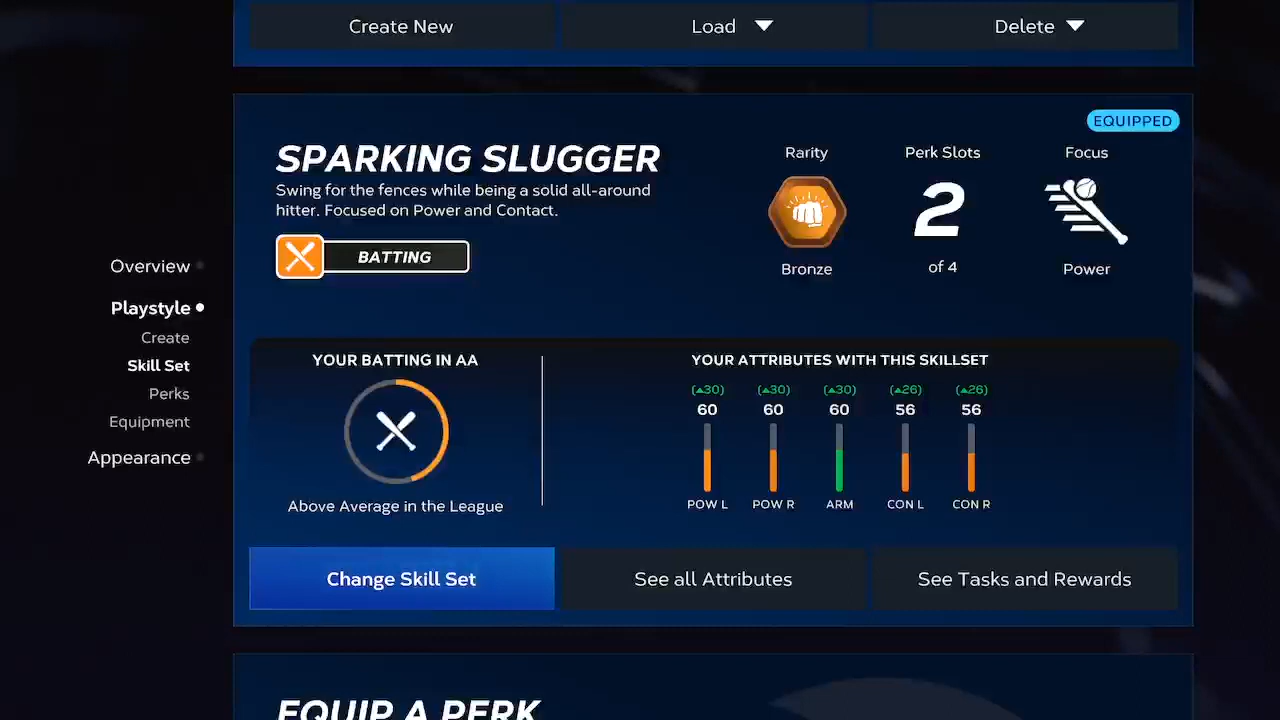 Create New
Load
Delete
EQUIPPED
SPARKING SLUGGER
Swing for the fences while being a solid all-around
hitter. Focused on Power and Contact.
BATTING
Rarity
Bronze
Perk Slots
2
of 4
Focus
Power
Overview
Playstyle
Create
Skill Set
Perks
Equipment
Appearance
YOUR BATTING IN AA
Above Average in the League
YOUR ATTRIBUTES WITH THIS SKILLSET
(▲30) (▲30) (▲30) (▲26) (▲26)
60 60 60 56 56
POW L POW R ARM CON L CON R
Change Skill Set
See all Attributes
See Tasks and Rewards
EQUIP A PERK